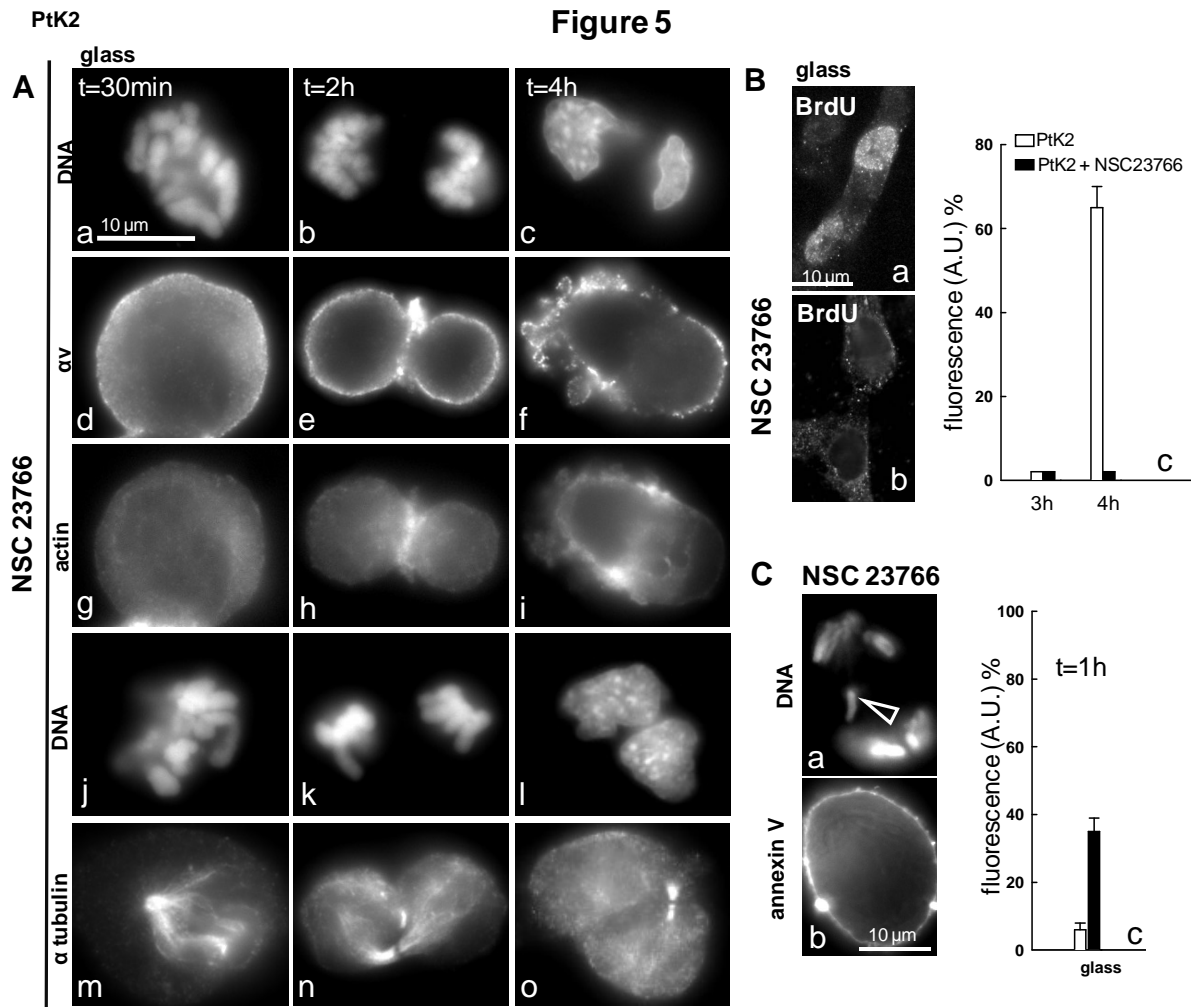 PtK2
Figure 5
glass
A
t=30min
t=2h
t=4h
DNA
a
10 µm
b
c
αv
d
e
f
NSC 23766
actin
g
h
i
DNA
j
k
l
α tubulin
m
n
o
B
glass
BrdU
10 µm
a
NSC 23766
BrdU
b
PtK2
PtK2 + NSC23766
fluorescence (A.U.) %
80
60
40
20
0
3h
4h
c
C
NSC 23766
DNA
a
annexin V
b
10 µm
fluorescence (A.U.) %
100
80
60
40
20
0
t=1h
c
glass